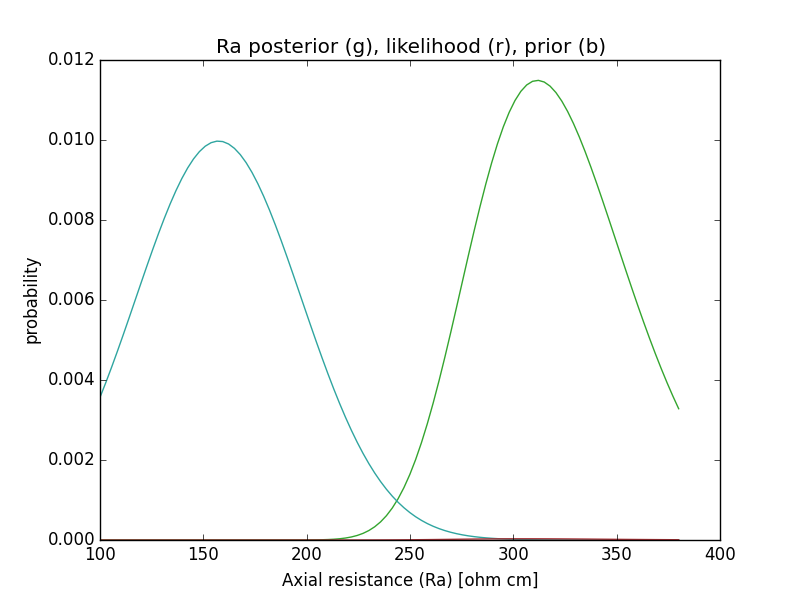 Ra posterior (g), likelihood (r), prior (b)
0.012
0.010
0.008
0.006
0.004
0.002
0.000
probability
100 150 200 250 300 350 400
Axial resistance (Ra) [ohm cm]